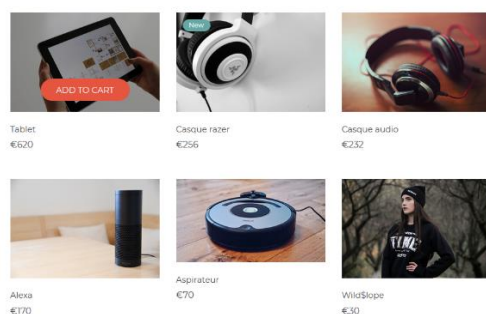 ADD TO CART
New
Tablet
€620
Casque razer
€256
Casque audio
€232
Alexa
€170
Aspirateur
€70
Wild$lope
€30